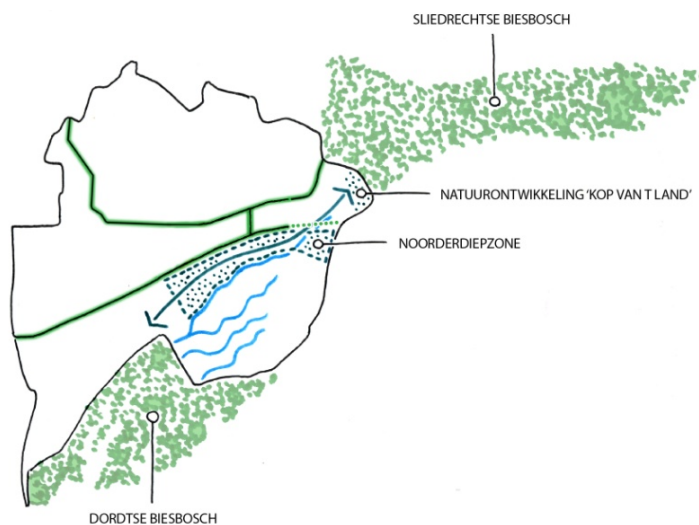 SLIEDRECHTSE BIESBOSCH
NATUURONTWIKKELING 'KOP VAN T LAND'
NOORDERDIEPZONE
DORDTSE BIESBOSCH